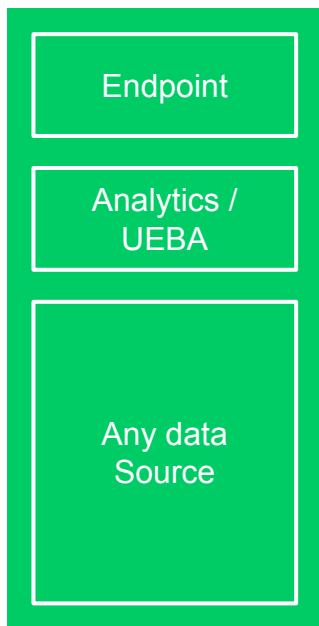 Endpoint
Analytics /
UEBA
Any data
Source